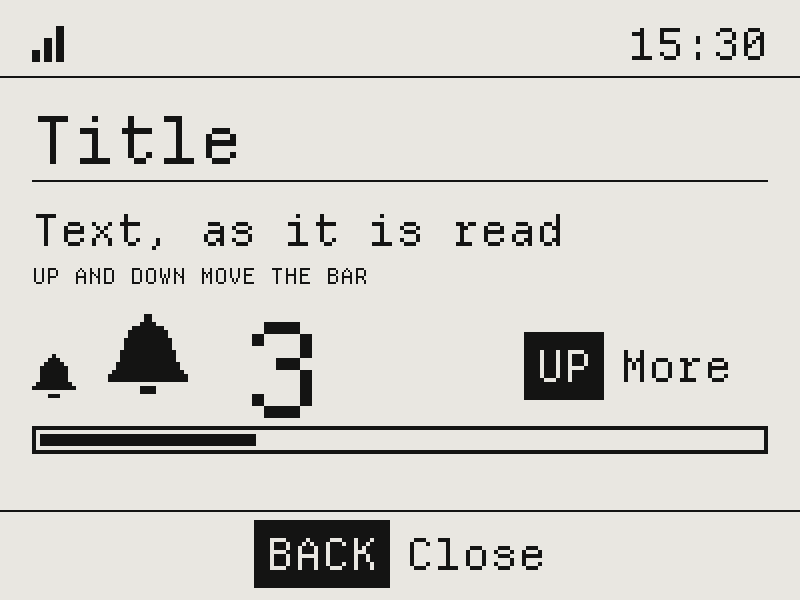 15:30
Title
Text, as it is read
UP AND DOWN MOVE THE BAR
3
UP More
BACK Close